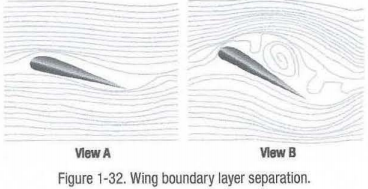 View A
View B
Figure 1-32. Wing boundary layer separation.